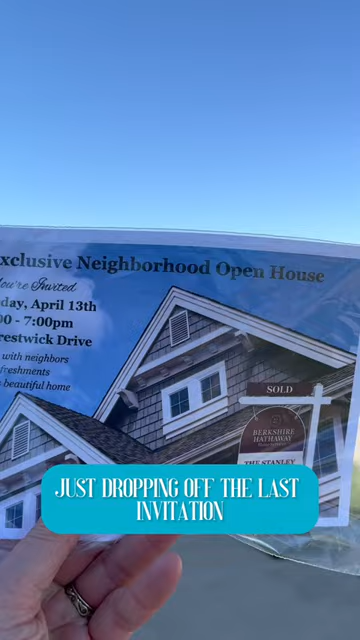 xclusive Neighborhood Open House
You're Invited
day, April 13th
00 - 7:00pm
restwick Drive
with neighbors
freshments
beautiful home
SOLD
BERKSHIRE
HATHAWAY
THE STANLEY
JUST DROPPING OFF THE LAST
INVITATION